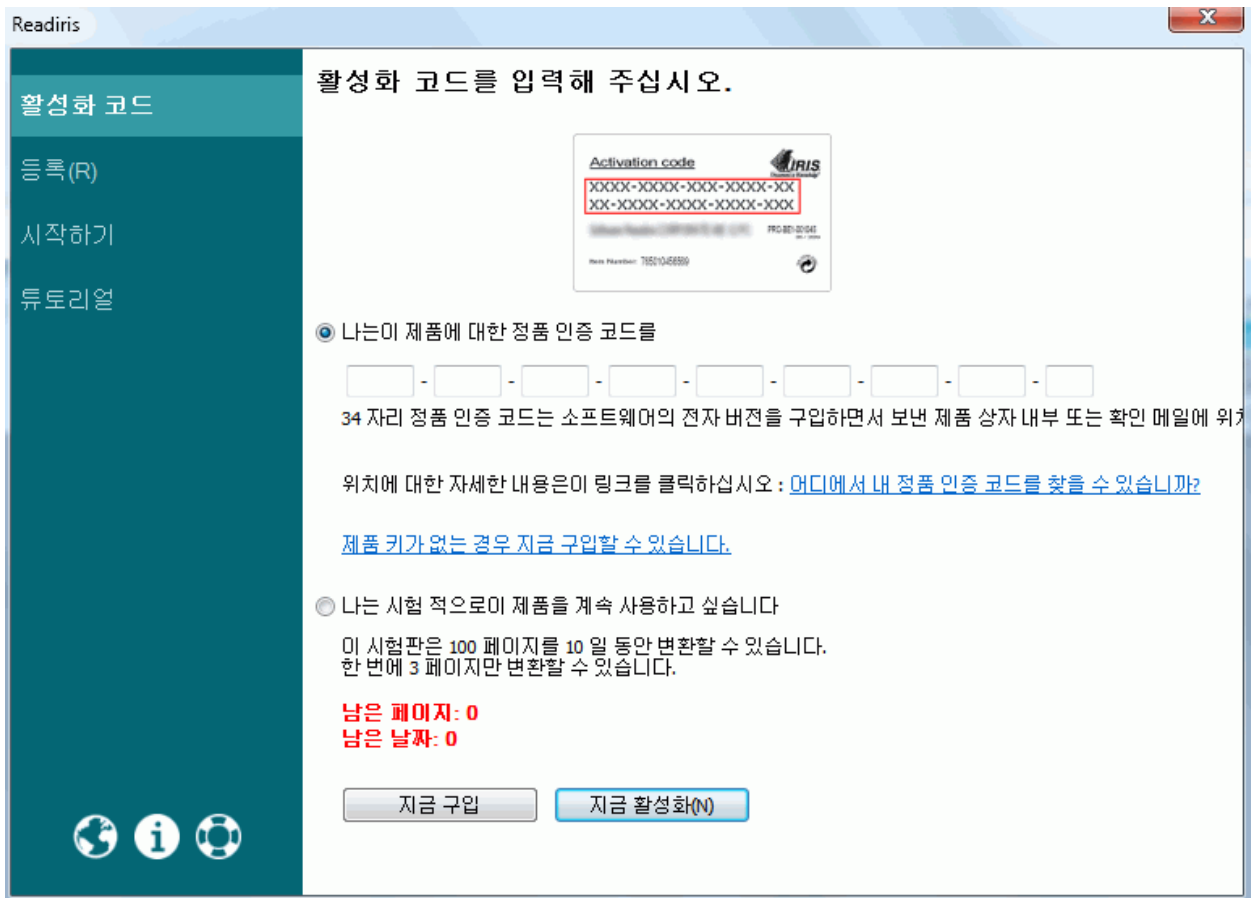 Readiris
활성화 코드
등록(R)
시작하기
튜토리얼
활성화 코드를 입력해 주십시오.
Activation code
IRIS
XXXX-XXXX-XXX-XXXX-XX
XX-XXXX-XXXX-XXXX-XXX
Item Number: 765010458589
나는이 제품에 대한 정품 인증 코드를
- - - - - - - -
34 자리 정품 인증 코드는 소프트웨어의 전자 버전을 구입하면서 보낸 제품 상자 내부 또는 확인 메일에
위치에 대한 자세한 내용은이 링크를 클릭하십시오 : 어디에서 내 정품 인증 코드를 찾을 수 있습니까?
제품 키가 없는 경우 지금 구입할 수 있습니다.
나는 시험 적으로이 제품을 계속 사용하고 싶습니다
이 시험판은 100 페이지를 10 일 동안 변환할 수 있습니다.
한 번에 3 페이지만 변환할 수 있습니다.
남은 페이지: 0
남은 날짜: 0
지금 구입
지금 활성화(N)